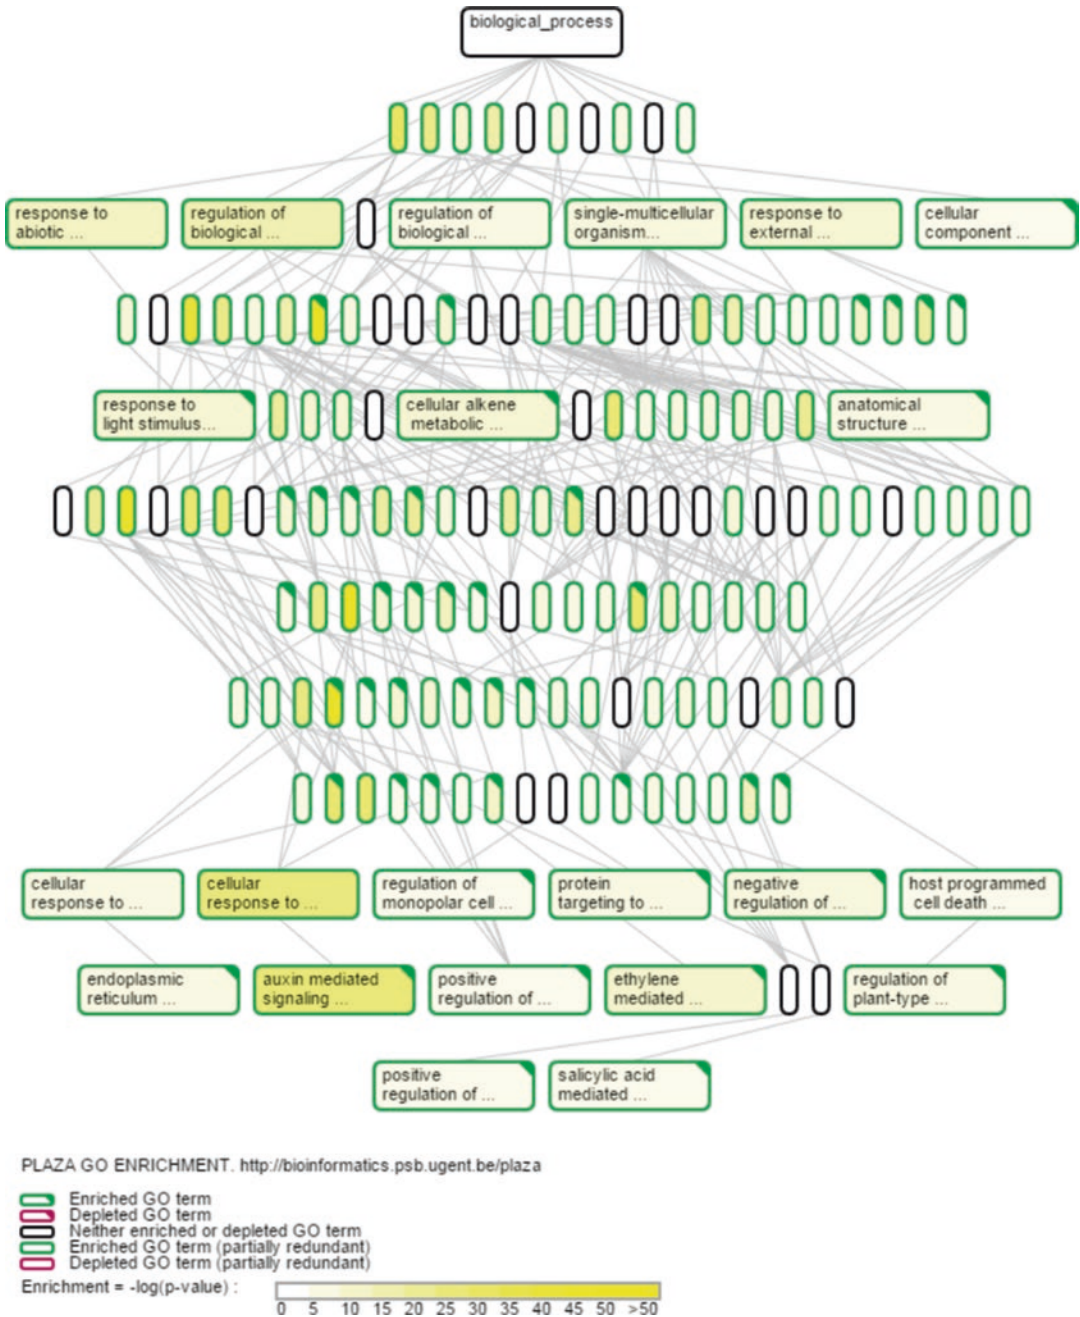 biological_process
response to
abiotic ...
regulation of
biological ...
regulation of
biological ...
single-multicellular
organism...
response to
external ...
cellular
component ...
response to
light stimulus...
cellular alkene
metabolic ...
anatomical
structure ...
cellular
response to ...
cellular
response to ...
regulation of
monopolar cell ...
protein
targeting to ...
negative
regulation of ...
host programmed
cell death ...
endoplasmic
reticulum ...
auxin mediated
signaling ...
positive
regulation of ...
ethylene
mediated ...
regulation of
plant-type ...
positive
regulation of ...
salicylic acid
mediated ...
PLAZA GO ENRICHMENT. http://bioinformatics.psb.ugent.be/plaza
Enriched GO term
Depleted GO term
Neither enriched or depleted GO term
Enriched GO term (partially redundant)
Depleted GO term (partially redundant)
Enrichment = -log(p-value) :
0 5 10 15 20 25 30 35 40 45 50 >50